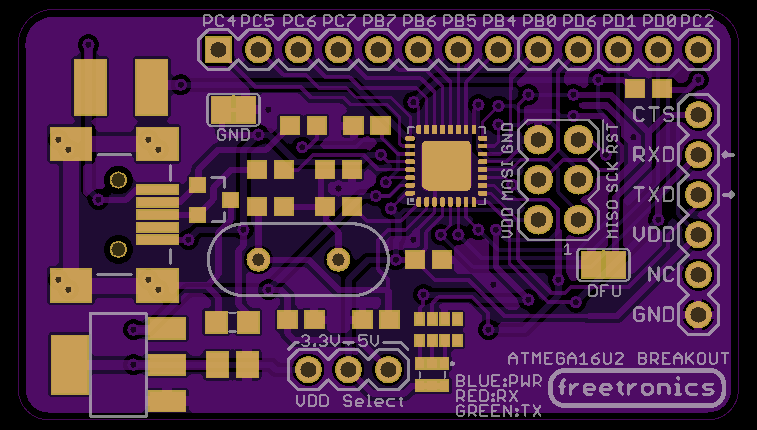 PC4 PC5 PC6 PC7 PB7 PB6 PB5 PB4 PB0 PD6 PD1 PD0 PC2
CTS
GND
GND
RST
RXD
MASI
SCK
TXD
VDD
MISO
VDD
1
NC
DFU
GND
3.3V-5V
ATMEGA16U2 BREAKOUT
VDD Select
BLUE:PWR
RED:RX
GREEN:TX
freetronics